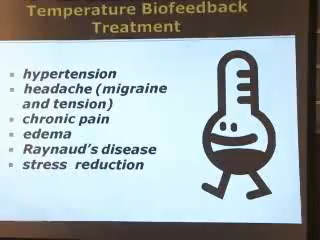 Temperature Biofeedback
Treatment
▪ hypertension
▪ headache (migraine
and tension)
▪ chronic pain
▪ edema
▪ Raynaud's disease
▪ stress reduction